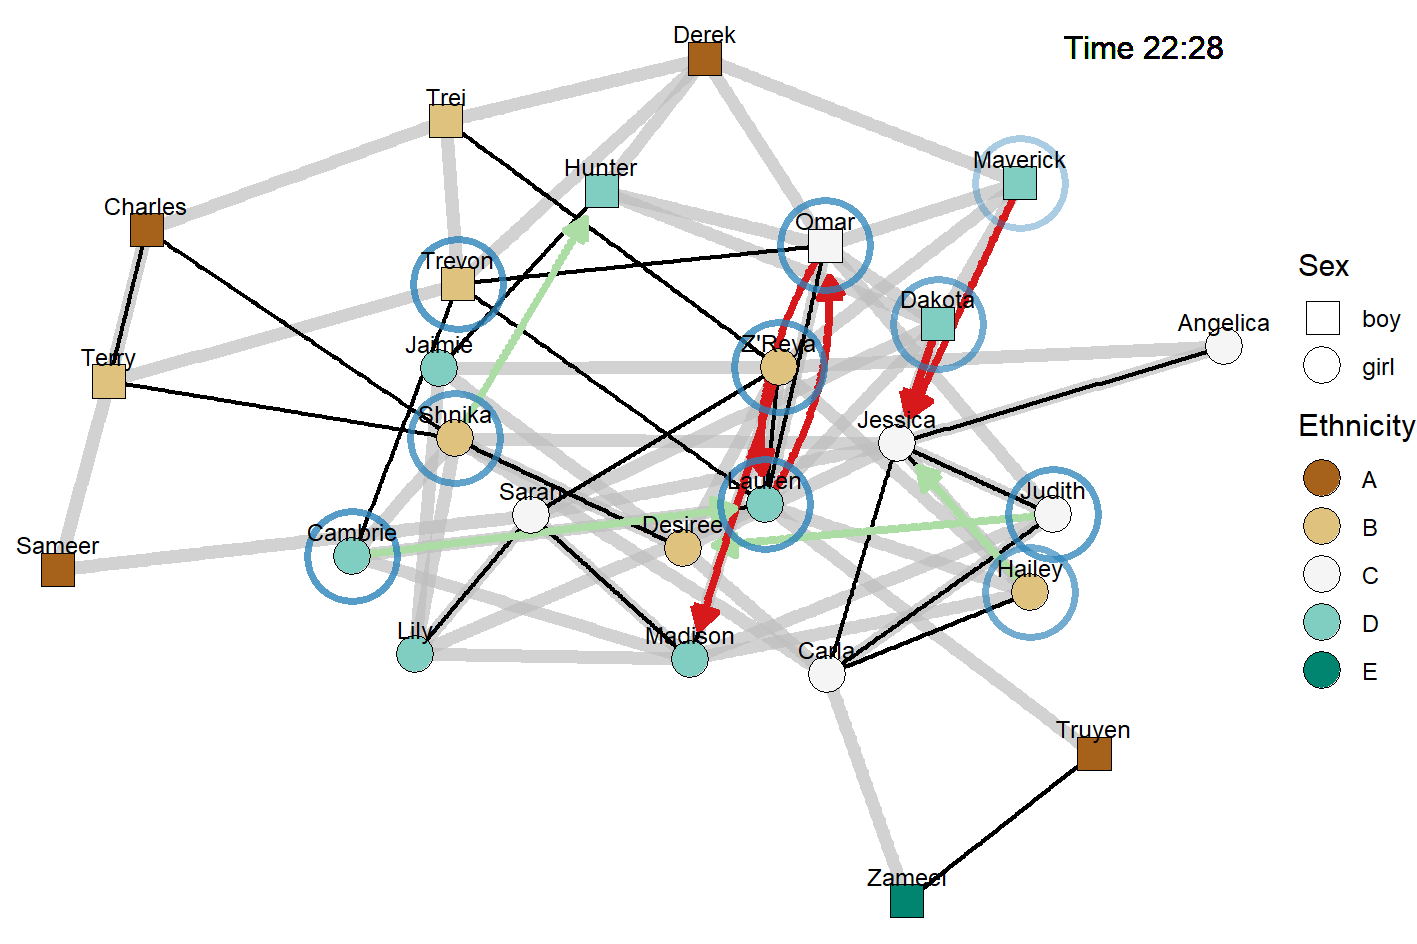 Derek
Time 22:28
Trei
Maverick
Hunter
Charles
Omar
Trevon
Sex
Dakota
boy
Angelica
Jaimie
Z'Reya
Terry
girl
Shnika
Jessica
Ethnicity
A
Lauren
Sarah
Judith
Desiree
B
Cambrie
Sameer
Hailey
C
D
Lily
Madison
Carla
E
Truyen
Zameel